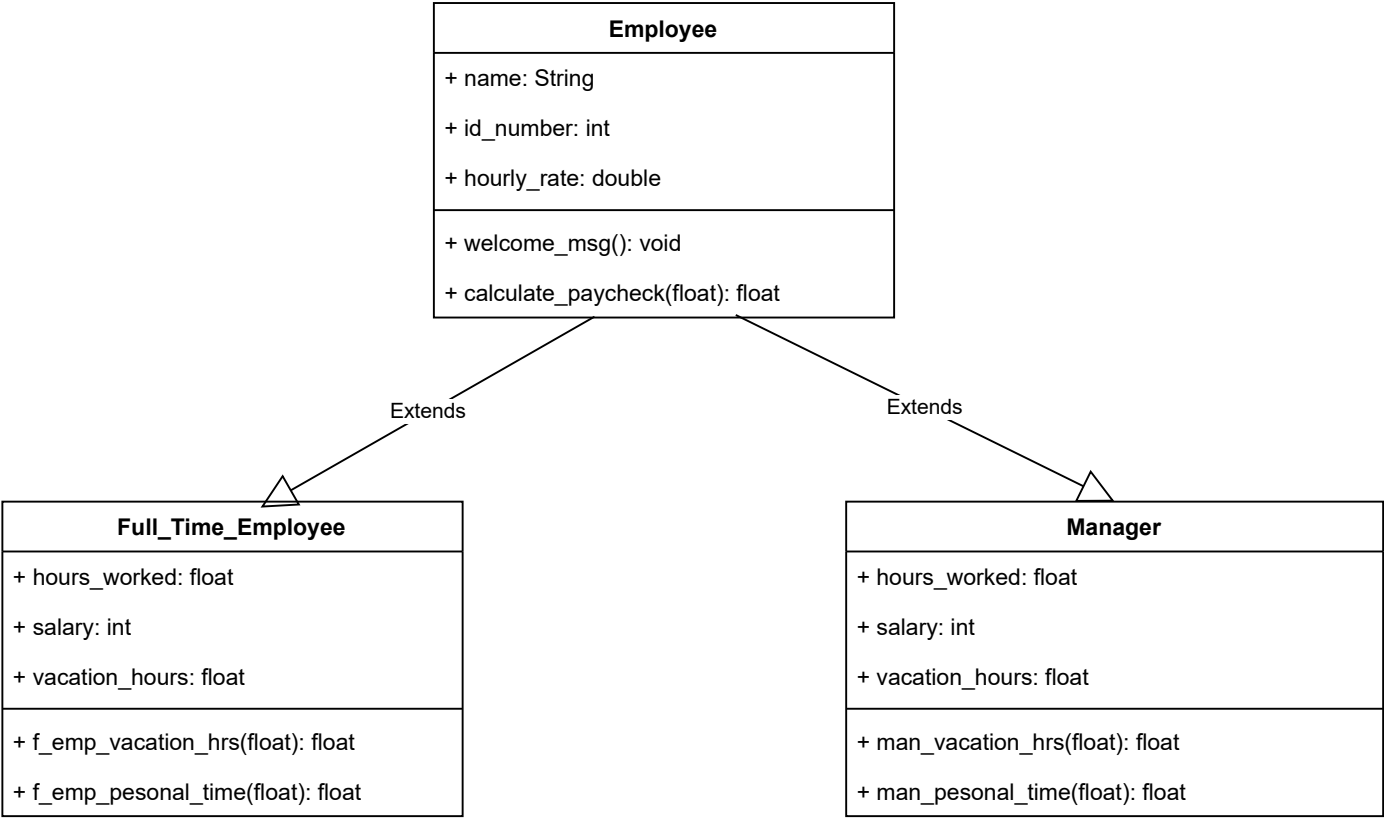 Employee
+ name: String
+ id_number: int
+ hourly_rate: double
+ welcome_msg(): void
+ calculate_paycheck(float): float
Extends
Extends
Full_Time_Employee
+ hours_worked: float
+ salary: int
+ vacation_hours: float
+ f_emp_vacation_hrs(float): float
+ f_emp_pesonal_time(float): float
Manager
+ hours_worked: float
+ salary: int
+ vacation_hours: float
+ man_vacation_hrs(float): float
+ man_pesonal_time(float): float